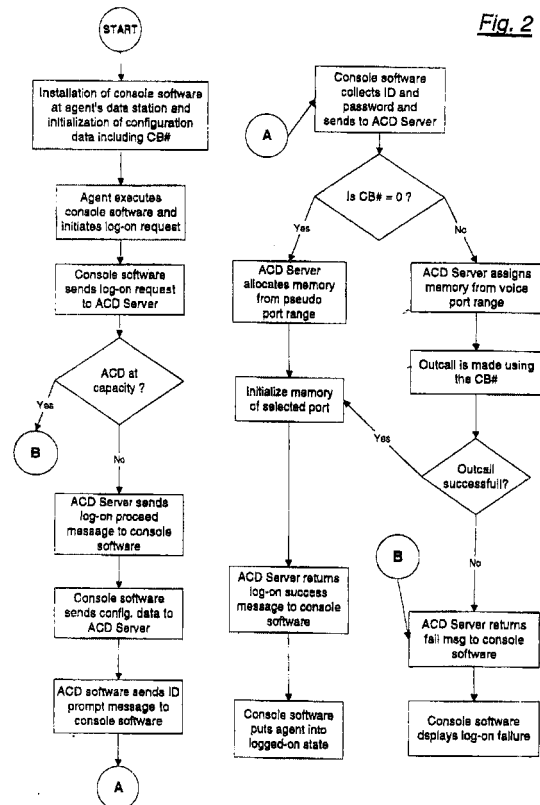 Fig. 2
START
Installation of console software
at agent's data station and
initialization of configuration
data including CB#
Agent executes
console software and
initiates log-on request
Console software
sends log-on request
to ACD Server
ACD at
capacity ?
Yes
B
No
ACD Server sends
log-on proceed
message to console
software
Console software
sends config. data to
ACD Server
ACD software sends ID
prompt message to
console software
A
Console software
collects ID and
password and
sends to ACD Server
A
Is CB# = 0 ?
Yes
No
ACD Server
allocates memory
from pseudo
port range
ACD Server assigns
memory from voice
port range
Outcall is made using
the CB#
Initialize memory
of selected port
Yes
Outcall
successfull?
B
No
ACD Server returns
log-on success
message to console
software
ACD Server returns
fail msg to console
software
Console software
puts agent into
logged-on state
Console software
dsplays log-on failure